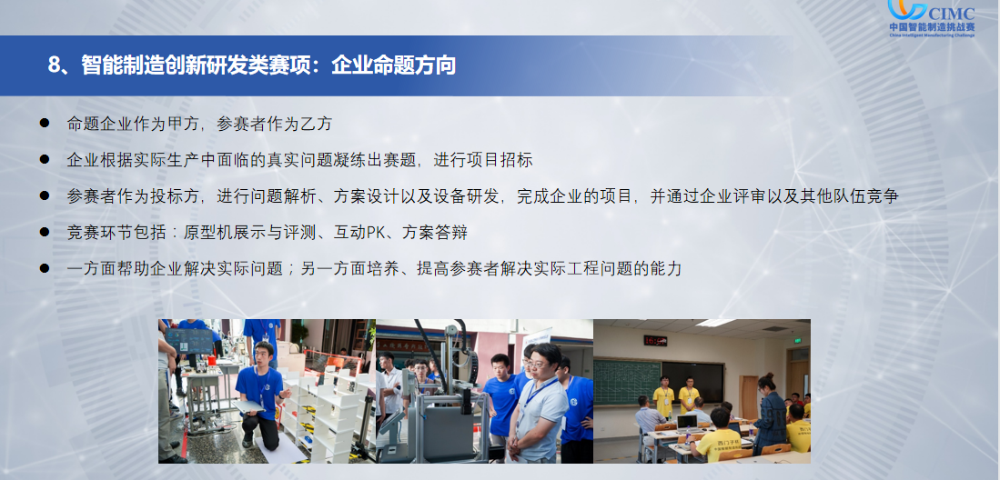 CIMC
中国智能制造挑战赛
China Intelligent Manufacturing Challenge
8、智能制造创新研发类赛项：企业命题方向
● 命题企业作为甲方，参赛者作为乙方
● 企业根据实际生产中面临的真实问题凝练出赛题，进行项目招标
● 参赛者作为投标方，进行问题解析、方案设计以及设备研发，完成企业的项目，并通过企业评审以及其他队伍竞争
● 竞赛环节包括：原型机展示与评测、互动PK、方案答辩
● 一方面帮助企业解决实际问题；另一方面培养、提高参赛者解决实际工程问题的能力
西门子杯